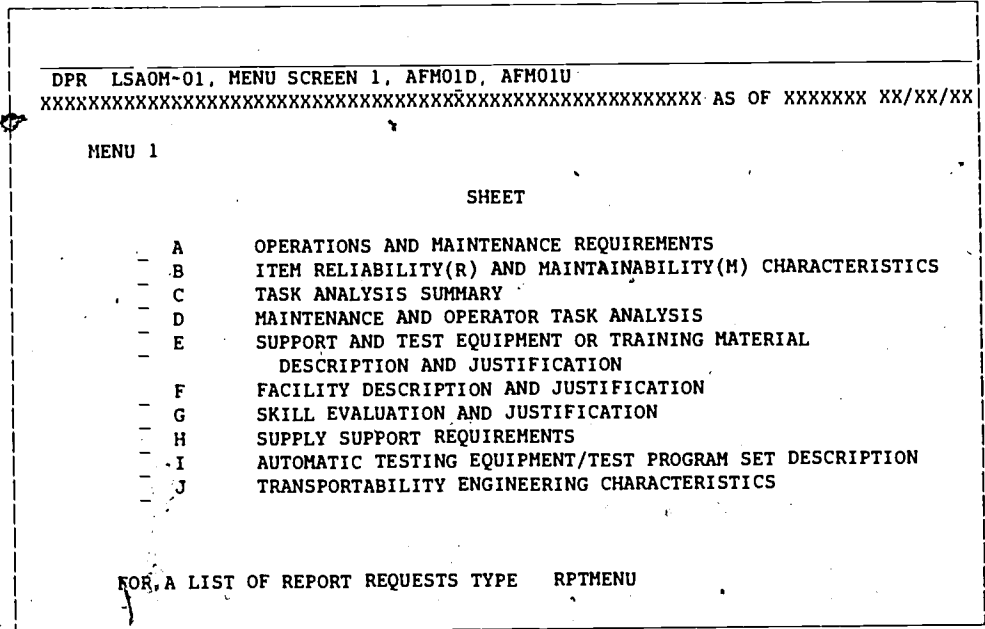 DPR LSAOM-01, MENU SCREEN 1, AFM01D, AFM01U
XXXXXXXXXXXXXXXXXXXXXXXXXXXXXXXXXXXXXXXXXXXXXXXXXXXXXXX AS OF XXXXXXX XX/XX/XX
MENU 1
SHEET
_ A OPERATIONS AND MAINTENANCE REQUIREMENTS
_ B ITEM RELIABILITY(R) AND MAINTAINABILITY(M) CHARACTERISTICS
_ C TASK ANALYSIS SUMMARY
_ D MAINTENANCE AND OPERATOR TASK ANALYSIS
_ E SUPPORT AND TEST EQUIPMENT OR TRAINING MATERIAL
DESCRIPTION AND JUSTIFICATION
_ F FACILITY DESCRIPTION AND JUSTIFICATION
_ G SKILL EVALUATION AND JUSTIFICATION
_ H SUPPLY SUPPORT REQUIREMENTS
_ I AUTOMATIC TESTING EQUIPMENT/TEST PROGRAM SET DESCRIPTION
_ J TRANSPORTABILITY ENGINEERING CHARACTERISTICS
FOR A LIST OF REPORT REQUESTS TYPE RPTMENU